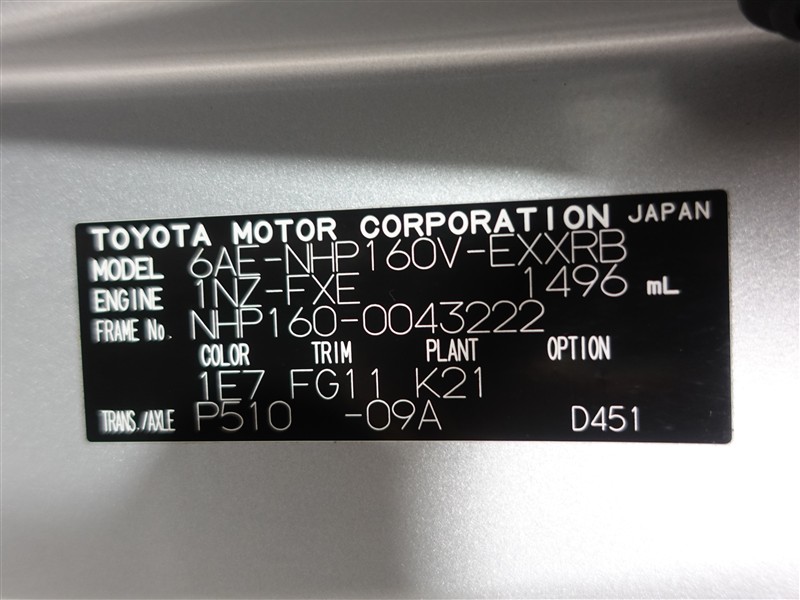 TOYOTA MOTOR CORPORATION JAPAN
MODEL 6AE-NHP160V-EXXRB
ENGINE 1NZ-FXE 1496 mL
FRAME No. NHP160-0043222
COLOR TRIM PLANT OPTION
1E7 FG11 K21
TRANS./AXLE P510 -09A D451